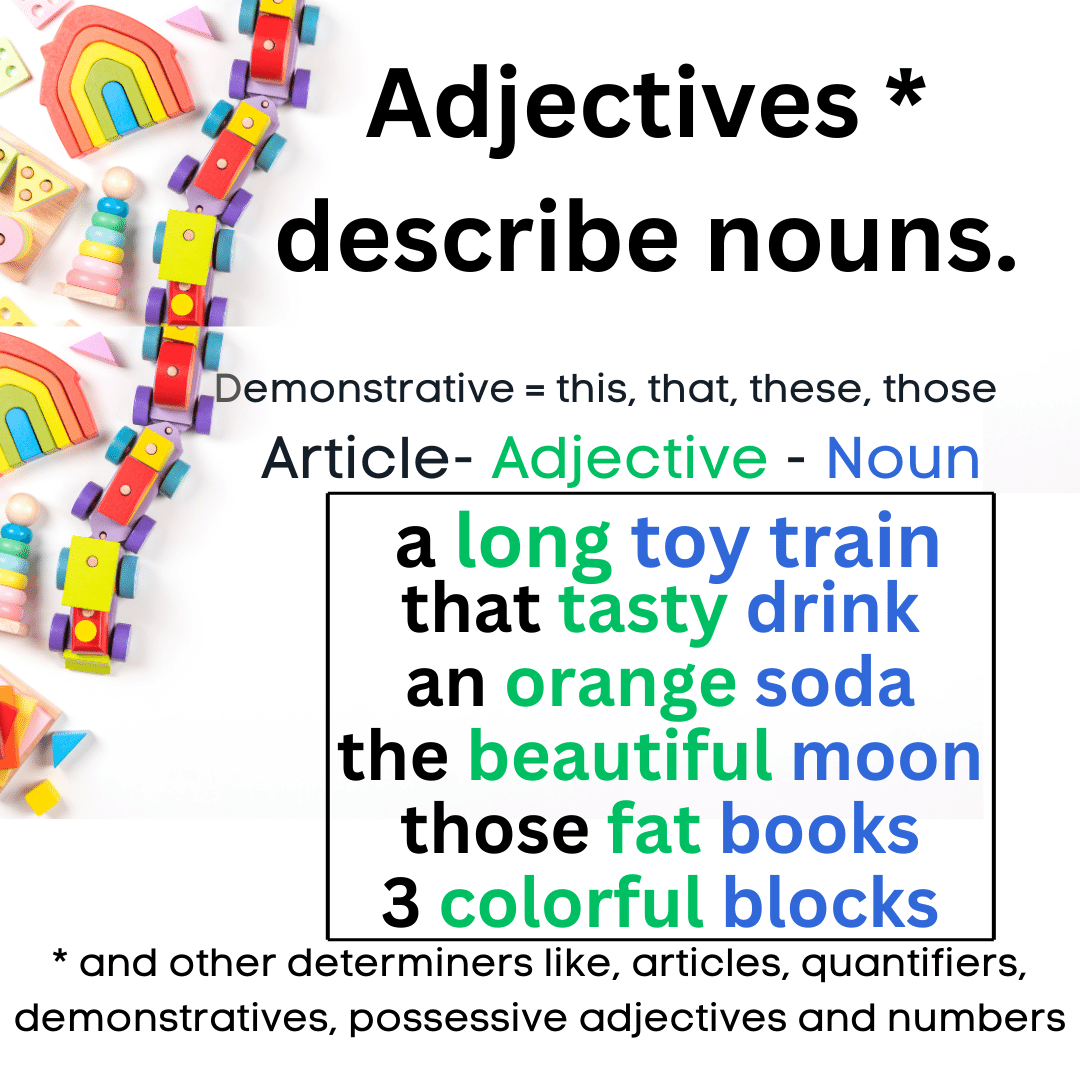 Adjectives *
describe nouns.
Demonstrative = this, that, these, those
Article- Adjective - Noun
a long toy train
that tasty drink
an orange soda
the beautiful moon
those fat books
3 colorful blocks
* and other determiners like, articles, quantifiers,
demonstratives, possessive adjectives and numbers